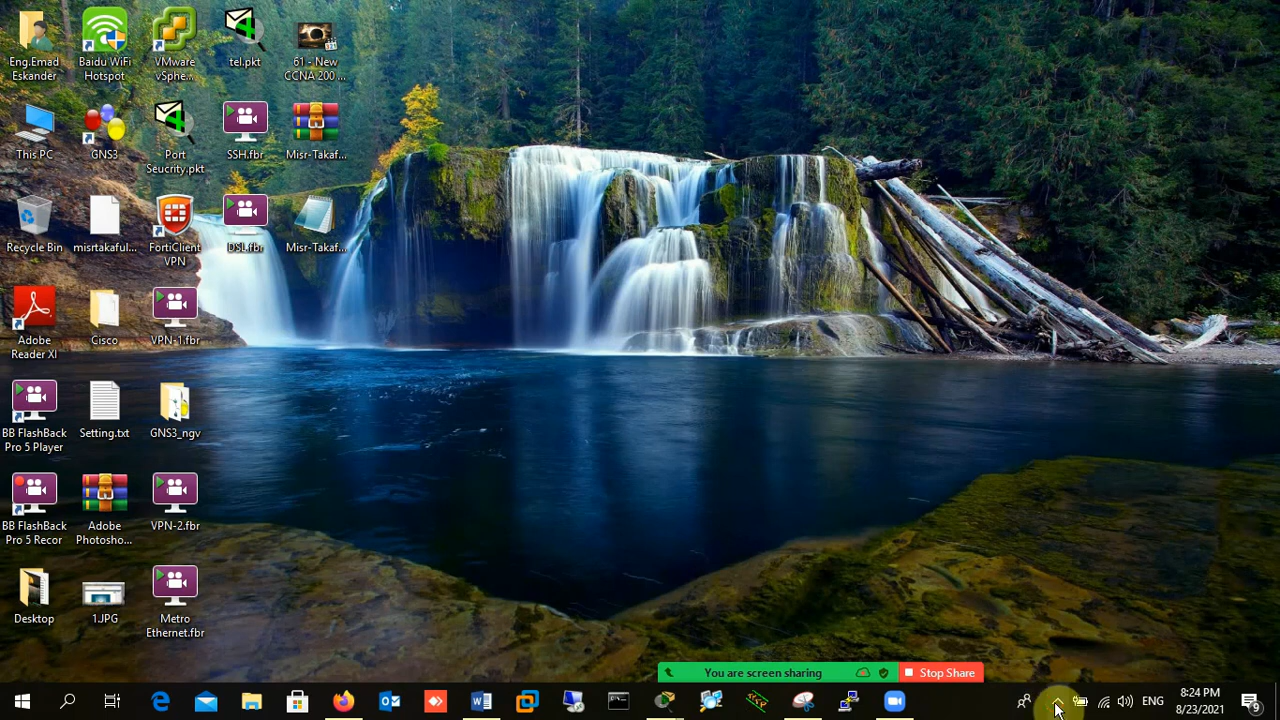 Eng.Emad
Eskander
Baidu WiFi
Hotspot
VMware
vSphe...
tel.pkt
61 - New
CCNA 200 ...
This PC
GNS3
Port
Seucrity.pkt
SSH.fbr
Misr-Takaf...
Recycle Bin
misrtakaful...
FortiClient
VPN
DSL.fbr
Misr-Takaf...
Adobe
Reader XI
Cisco
VPN-1.fbr
BB FlashBack
Pro 5 Player
Setting.txt
GNS3_ngv
BB FlashBack
Pro 5 Recor
Adobe
Photosho...
VPN-2.fbr
Desktop
1.JPG
Metro
Ethernet.fbr
You are screen sharing
Stop Share
ENG
8:24 PM
8/23/2021
9